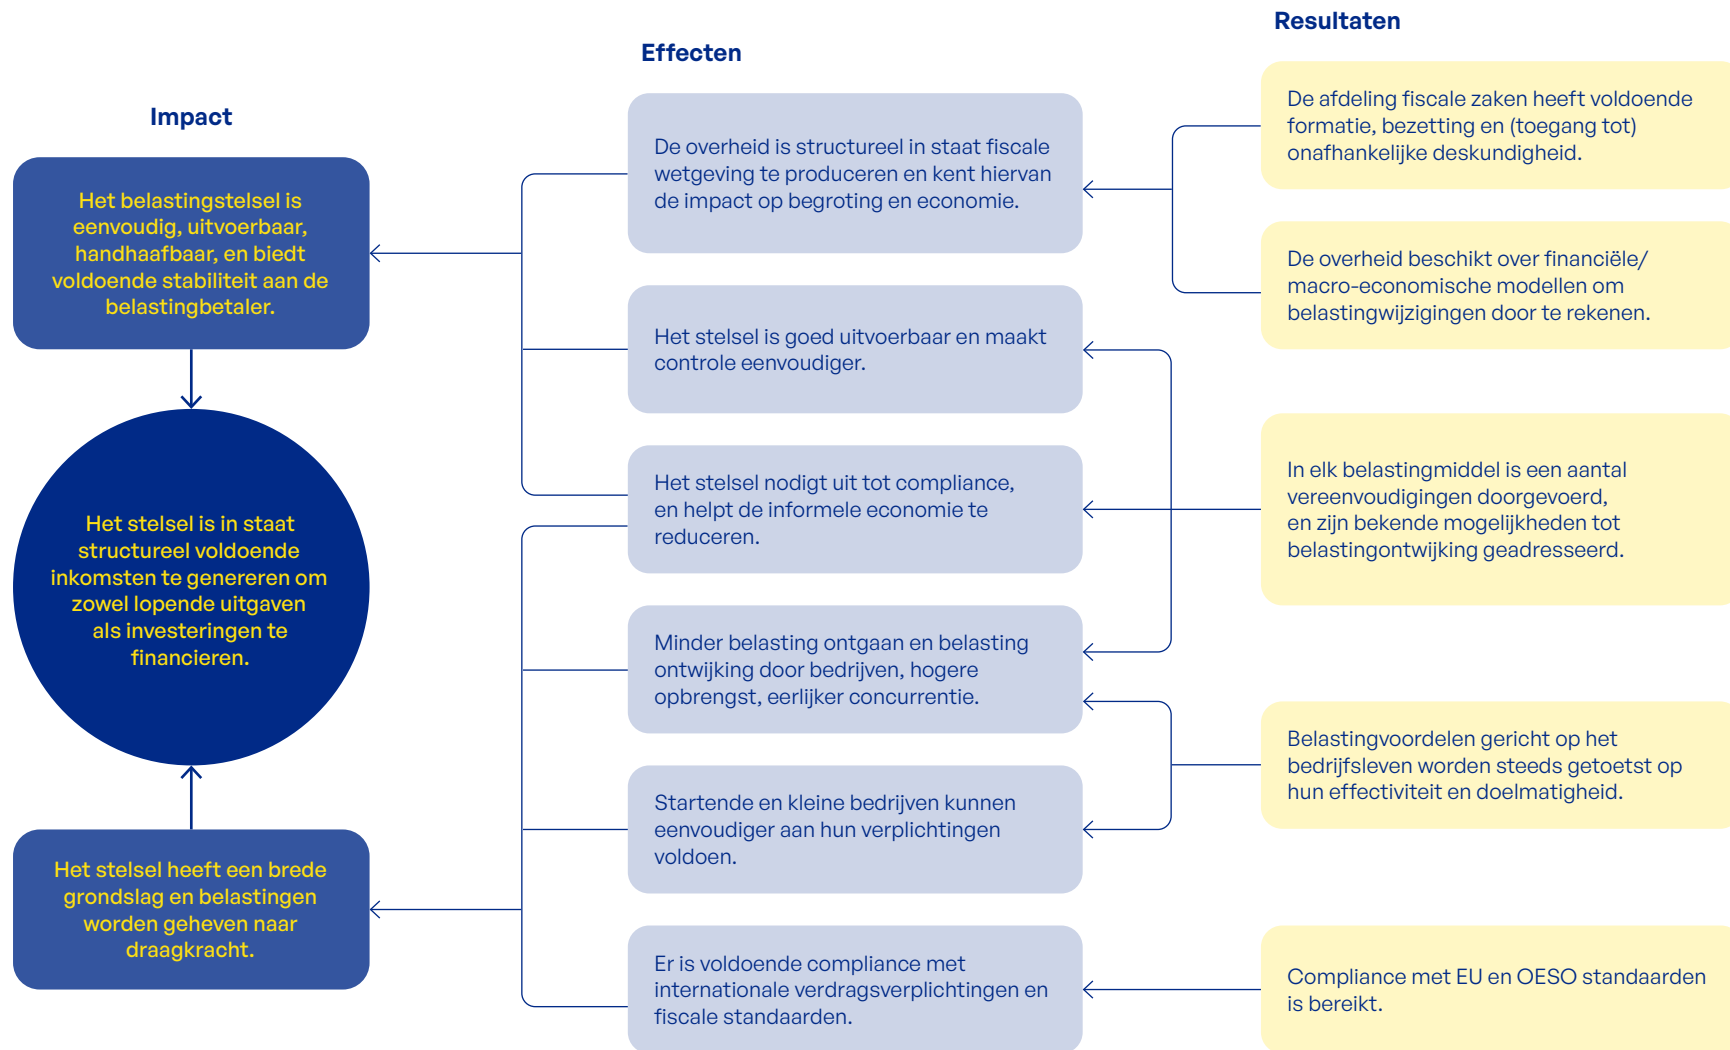 Impact
Het belastingstelsel is
eenvoudig, uitvoerbaar,
handhaafbaar, en biedt
voldoende stabiliteit aan de
belastingbetaler.
Het stelsel is in staat
structureel voldoende
inkomsten te genereren om
zowel lopende uitgaven
als investeringen te
financieren.
Het stelsel heeft een brede
grondslag en belastingen
worden geheven naar
draagkracht.
Effecten
De overheid is structureel in staat fiscale
wetgeving te produceren en kent hiervan
de impact op begroting en economie.
Het stelsel is goed uitvoerbaar en maakt
controle eenvoudiger.
Het stelsel nodigt uit tot compliance,
en helpt de informele economie te
reduceren.
Minder belasting ontgaan en belasting
ontwijking door bedrijven, hogere
opbrengst, eerlijker concurrentie.
Startende en kleine bedrijven kunnen
eenvoudiger aan hun verplichtingen
voldoen.
Er is voldoende compliance met
internationale verdragsverplichtingen en
fiscale standaarden.
Resultaten
De afdeling fiscale zaken heeft voldoende
formatie, bezetting en (toegang tot)
onafhankelijke deskundigheid.
De overheid beschikt over financiële/
macro-economische modellen om
belastingwijzigingen door te rekenen.
In elk belastingmiddel is een aantal
vereenvoudigingen doorgevoerd,
en zijn bekende mogelijkheden tot
belastingontwijking geadresseerd.
Belastingvoordelen gericht op het
bedrijfsleven worden steeds getoetst op
hun effectiviteit en doelmatigheid.
Compliance met EU en OESO standaarden
is bereikt.